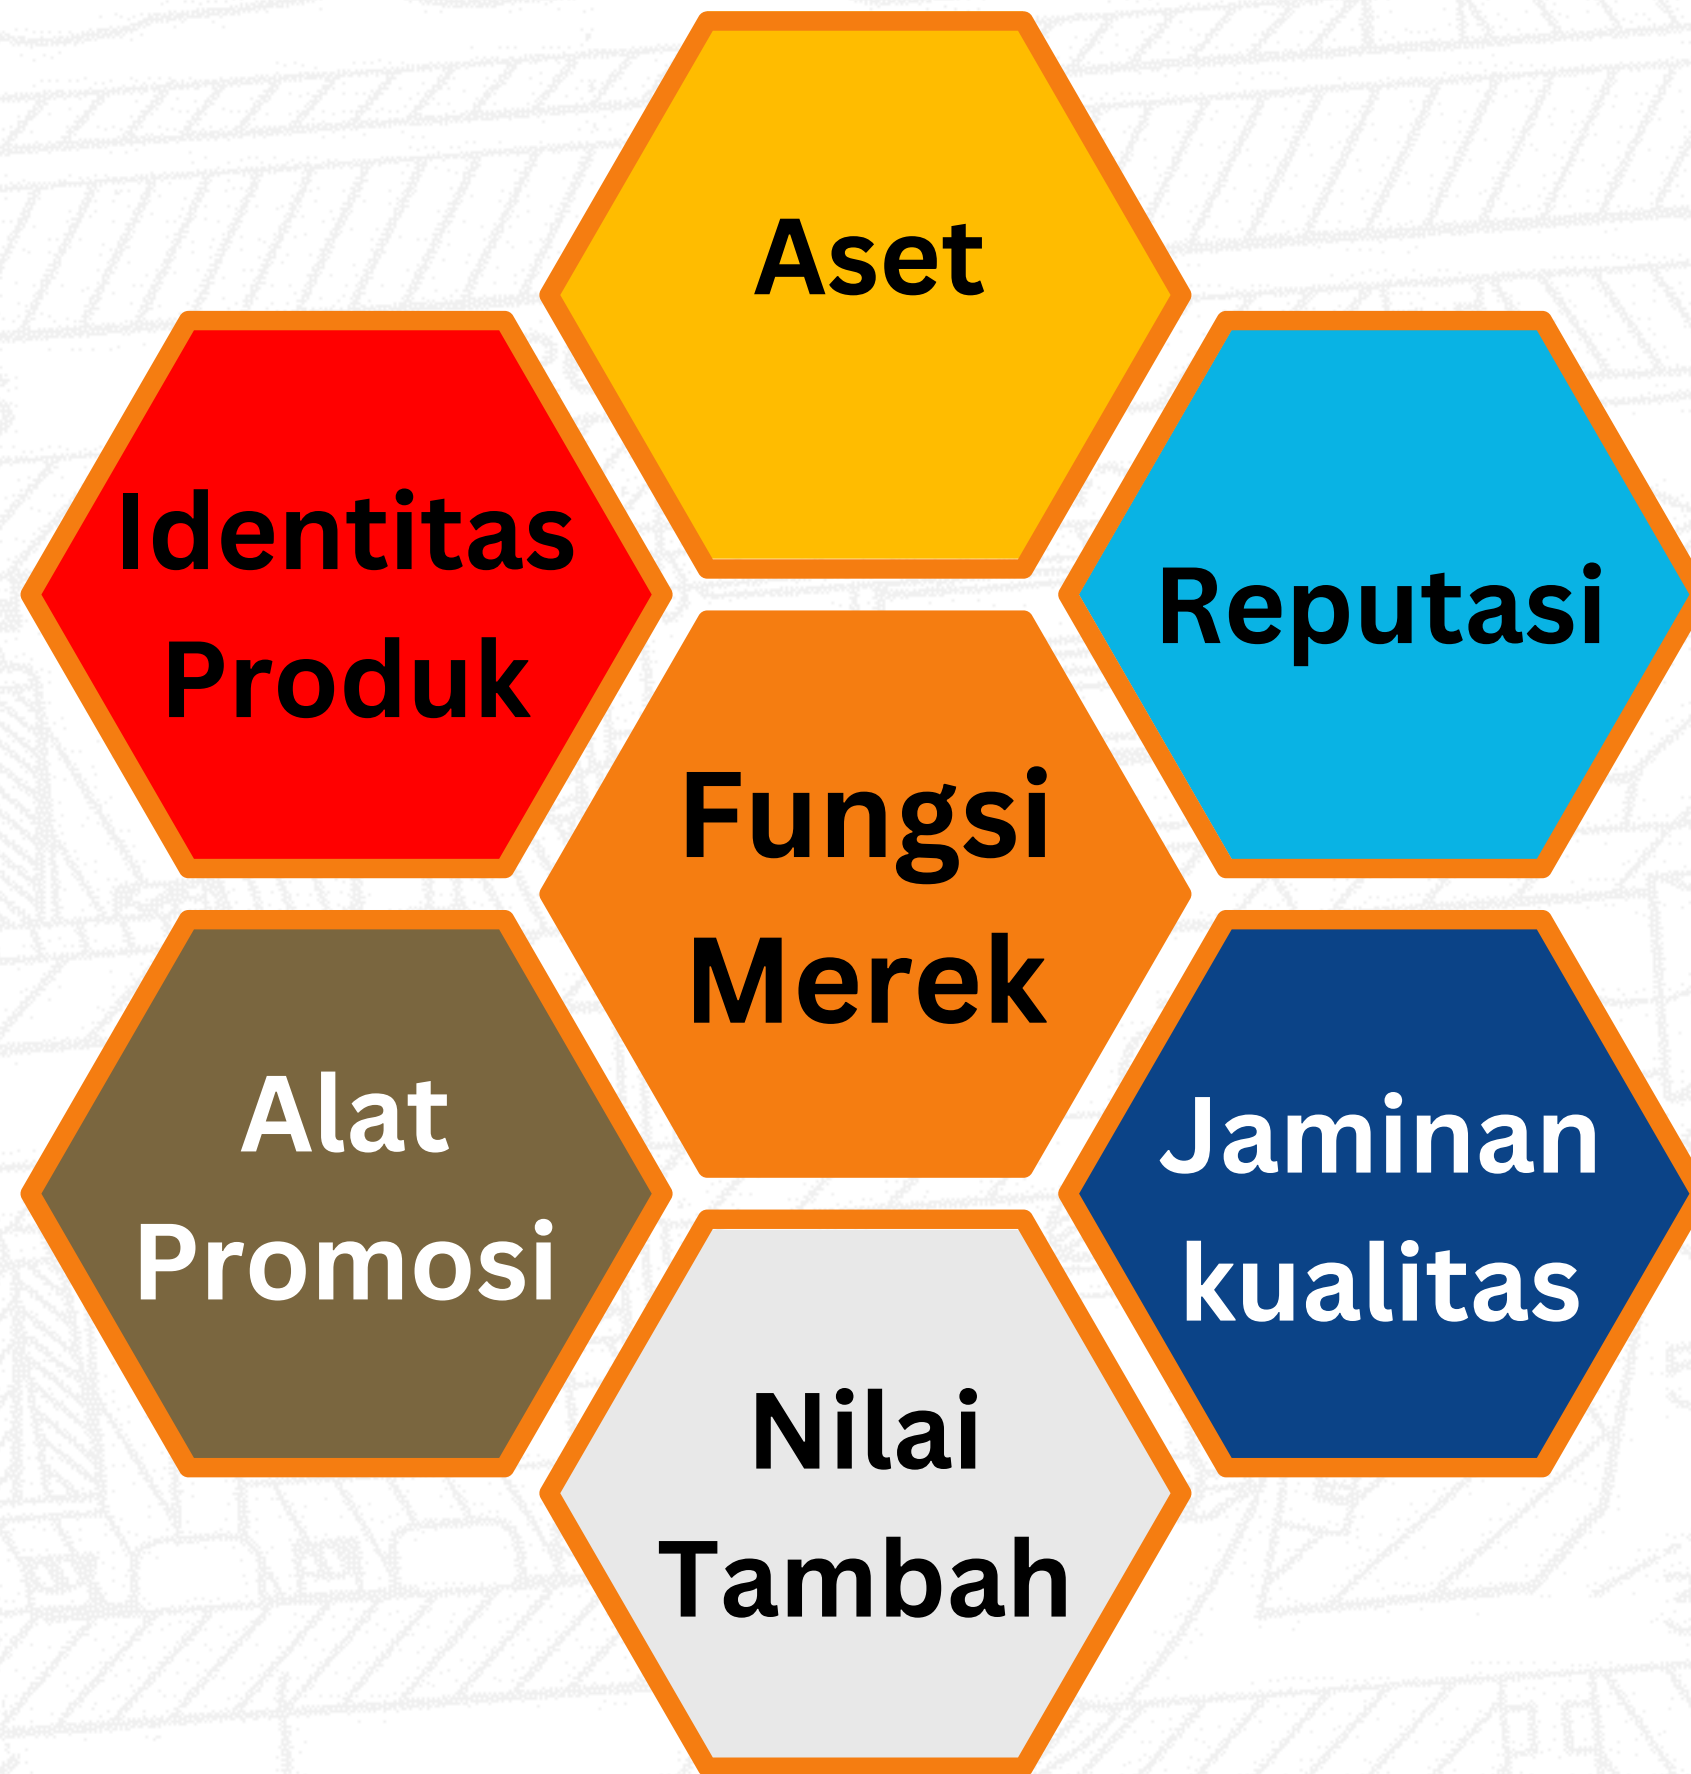 Aset
Identitas
Produk
Reputasi
Fungsi
Merek
Alat
Promosi
Jaminan
kualitas
Nilai
Tambah